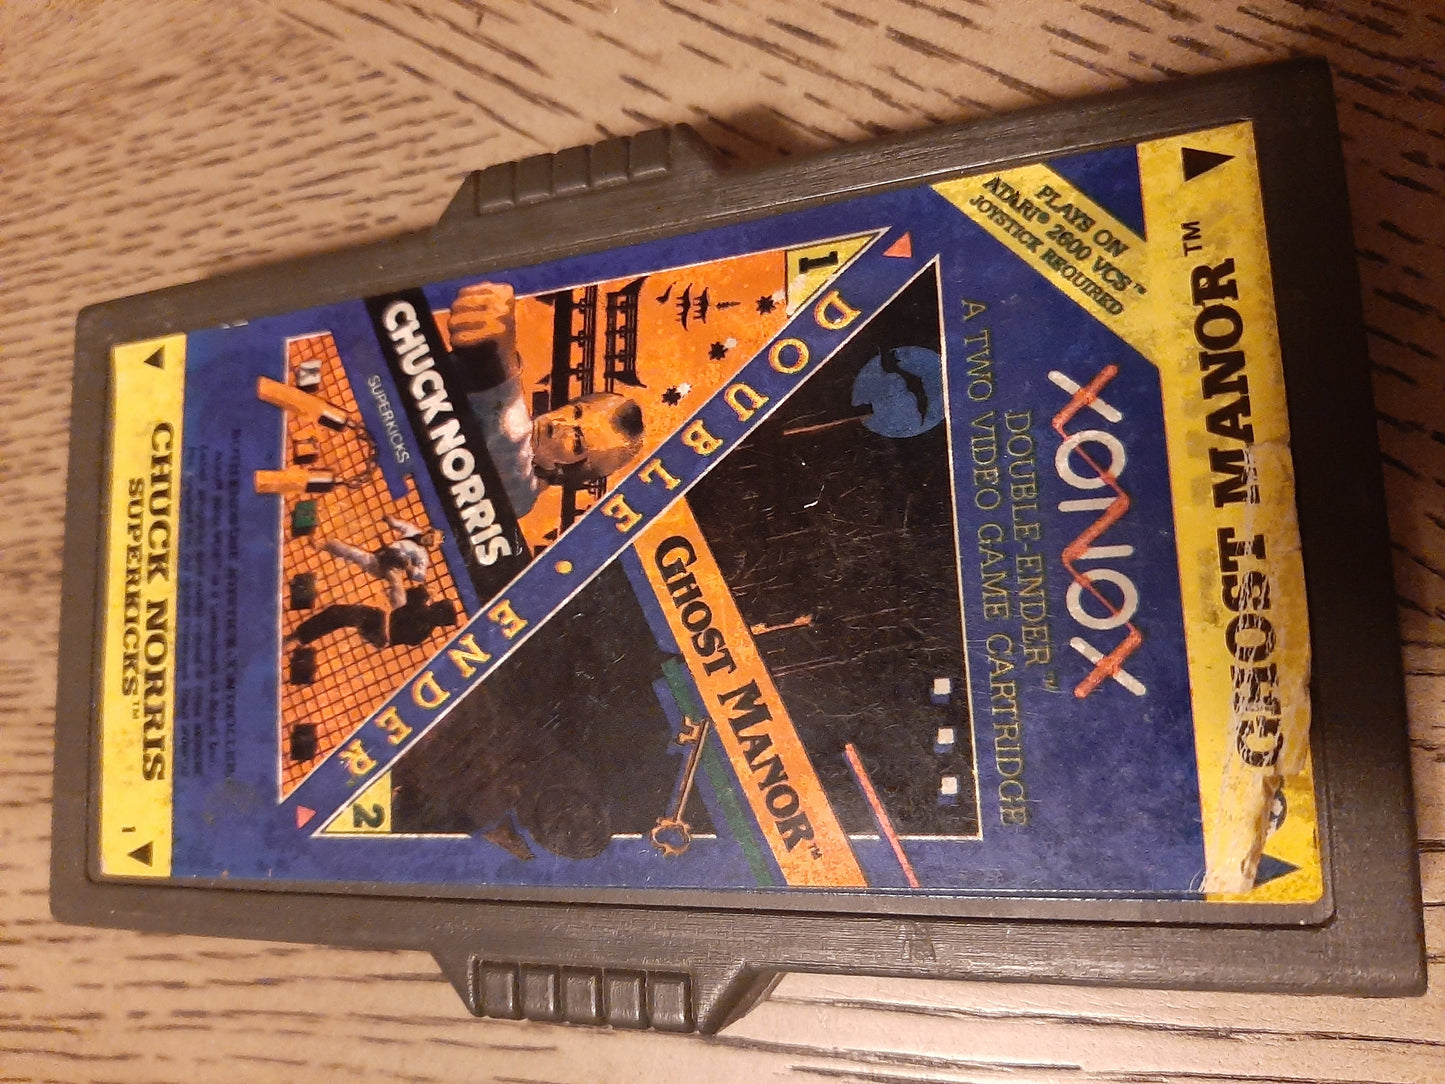 GHOST MANOR™
PLAYS ON
ATARI® 2600 VCS™
JOYSTICK REQUIRED
XONOX
DOUBLE-ENDER™
A TWO VIDEO GAME CARTRIDGE
1
DOUBLE • ENDER
2
GHOST MANOR™
CHUCK NORRIS
SUPERKICKS
CHUCK NORRIS
SUPERKICKS™